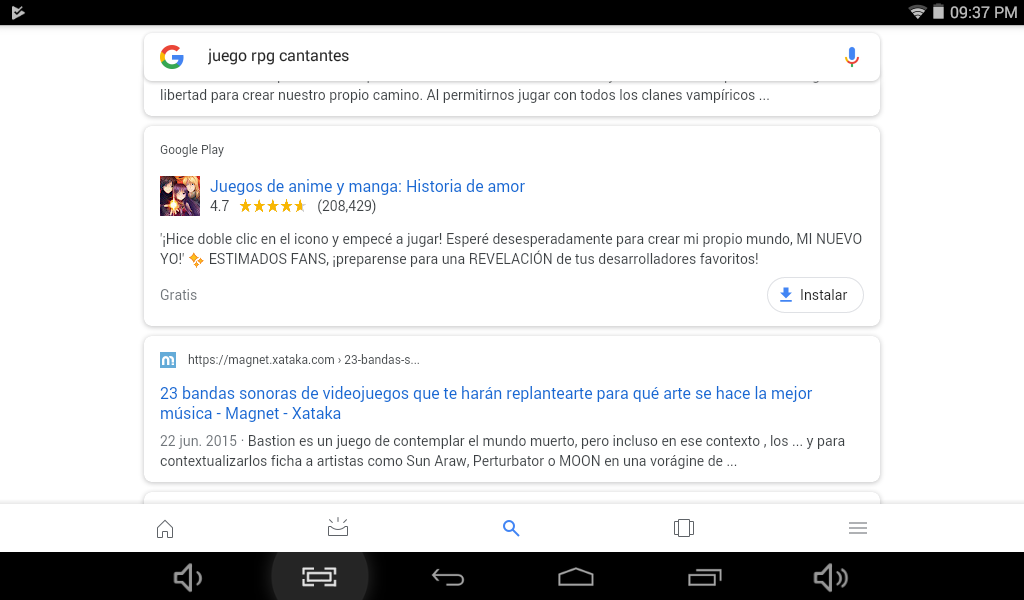 09:37 PM
juego rpg cantantes
libertad para crear nuestro propio camino. Al permitirnos jugar con todos los clanes vampíricos ...
Google Play
Juegos de anime y manga: Historia de amor
4.7 (208,429)
'¡Hice doble clic en el icono y empecé a jugar! Esperé desesperadamente para crear mi propio mundo, MI NUEVO
YO!' ✨ ESTIMADOS FANS, ¡preparense para una REVELACIÓN de tus desarrolladores favoritos!
Gratis
Instalar
https://magnet.xataka.com › 23-bandas-s...
23 bandas sonoras de videojuegos que te harán replantearte para qué arte se hace la mejor
música - Magnet - Xataka
22 jun. 2015 · Bastion es un juego de contemplar el mundo muerto, pero incluso en ese contexto , los ... y para
contextualizarlos ficha a artistas como Sun Araw, Perturbator o MOON en una vorágine de ...